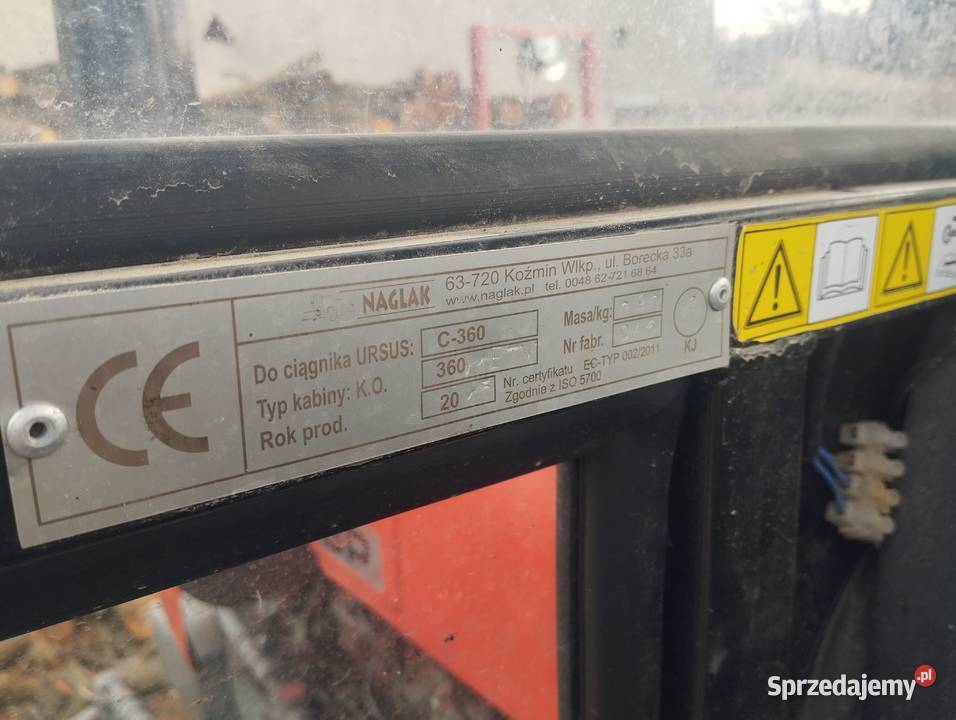 NAGLAK
63-720 Koźmin Wlkp., ul. Borecka 33a
www.naglak.pl tel. 0048 62-721 68 64
CE
Do ciągnika URSUS: C-360
Typ kabiny: K.O. 360
Rok prod. 20
Masa/kg:
Nr fabr.
KJ
Nr. certyfikatu EC-TYP 002/2011
Zgodnie z ISO 5700
Sprzedajemy.pl